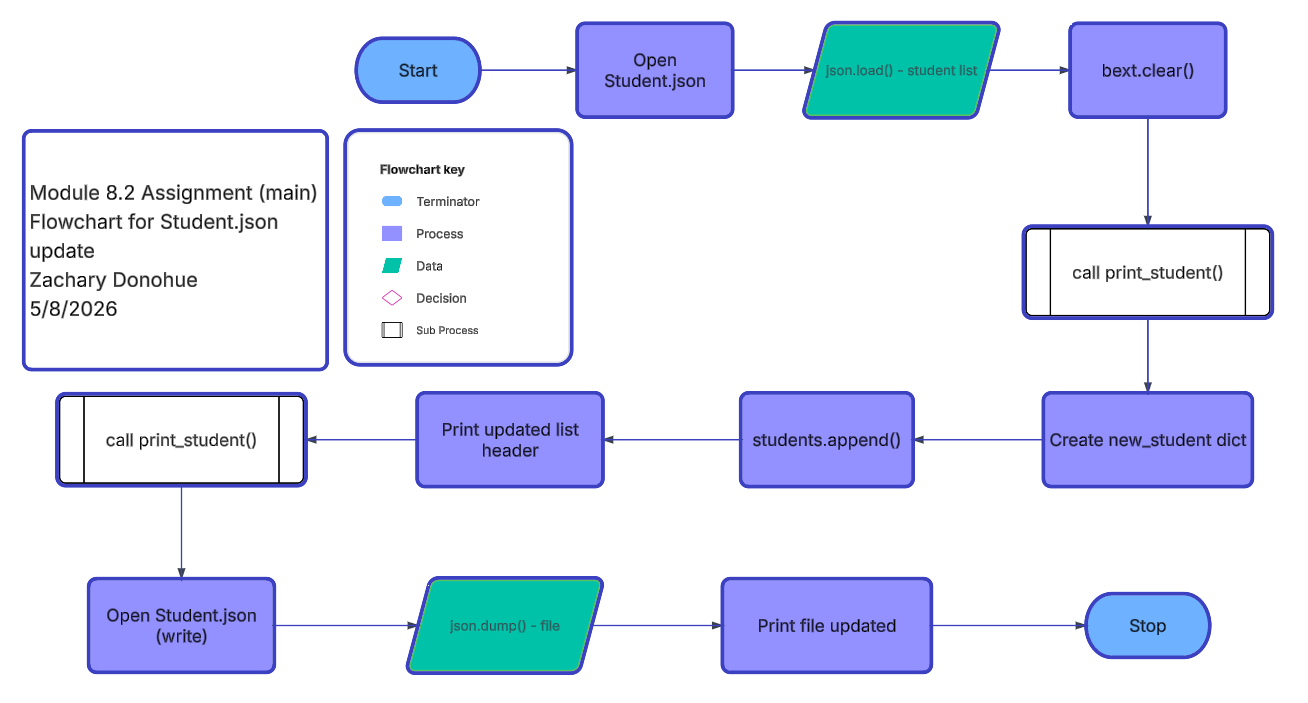 Start
Open
Student.json
json.load() - student list
bext.clear()
Module 8.2 Assignment (main)
Flowchart for Student.json
update
Zachary Donohue
5/8/2026
Flowchart key
Terminator
Process
Data
Decision
Sub Process
call print_student()
call print_student()
Print updated list
header
students.append()
Create new_student dict
Open Student.json
(write)
json.dump() - file
Print file updated
Stop